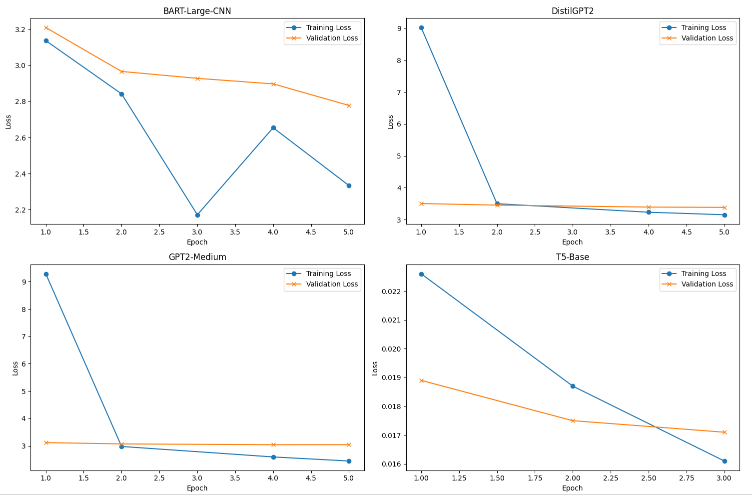 BART-Large-CNN
Training Loss
Validation Loss
3.2
3.0
2.8
2.6
2.4
2.2
Loss
1.0 1.5 2.0 2.5 3.0 3.5 4.0 4.5 5.0
Epoch
DistilGPT2
Training Loss
Validation Loss
9
8
7
6
5
4
3
Loss
1.0 1.5 2.0 2.5 3.0 3.5 4.0 4.5 5.0
Epoch
GPT2-Medium
Training Loss
Validation Loss
9
8
7
6
5
4
3
Loss
1.0 1.5 2.0 2.5 3.0 3.5 4.0 4.5 5.0
Epoch
T5-Base
Training Loss
Validation Loss
0.022
0.021
0.020
0.019
0.018
0.017
0.016
Loss
1.00 1.25 1.50 1.75 2.00 2.25 2.50 2.75 3.00
Epoch